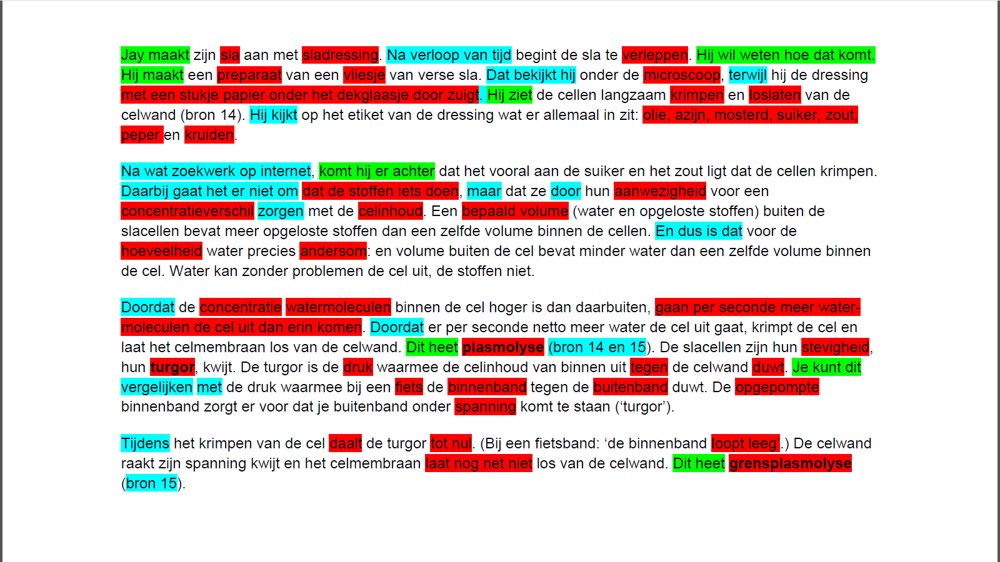 Jay maakt zijn sla aan met sladressing. Na verloop van tijd begint de sla te verleppen. Hij wil weten hoe dat komt.
Hij maakt een preparaat van een vliesje van verse sla. Dat bekijkt hij onder de microscoop, terwijl hij de dressing
met een stukje papier onder het dekglaasje door zuigt. Hij ziet de cellen langzaam krimpen en loslaten van de
celwand (bron 14). Hij kijkt op het etiket van de dressing wat er allemaal in zit: olie, azijn, mosterd, suiker, zout,
peper en kruiden.
Na wat zoekwerk op internet, komt hij er achter dat het vooral aan de suiker en het zout ligt dat de cellen krimpen.
Daarbij gaat het er niet om dat de stoffen iets doen, maar dat ze door hun aanwezigheid voor een
concentratieverschil zorgen met de celinhoud. Een bepaald volume (water en opgeloste stoffen) buiten de
slacellen bevat meer opgeloste stoffen dan een zelfde volume binnen de cellen. En dus is dat voor de
hoeveelheid water precies andersom: en volume buiten de cel bevat minder water dan een zelfde volume binnen
de cel. Water kan zonder problemen de cel uit, de stoffen niet.
Doordat de concentratie watermoleculen binnen de cel hoger is dan daarbuiten, gaan per seconde meer water-
moleculen de cel uit dan erin komen. Doordat er per seconde netto meer water de cel uit gaat, krimpt de cel en
laat het celmembraan los van de celwand. Dit heet plasmolyse (bron 14 en 15). De slacellen zijn hun stevigheid,
hun turgor, kwijt. De turgor is de druk waarmee de celinhoud van binnen uit tegen de celwand duwt. Je kunt dit
vergelijken met de druk waarmee bij een fiets de binnenband tegen de buitenband duwt. De opgepompte
binnenband zorgt er voor dat je buitenband onder spanning komt te staan (‘turgor’).
Tijdens het krimpen van de cel daalt de turgor tot nul. (Bij een fietsband: ‘de binnenband loopt leeg’.) De celwand
raakt zijn spanning kwijt en het celmembraan laat nog net niet los van de celwand. Dit heet grensplasmolyse
(bron 15).